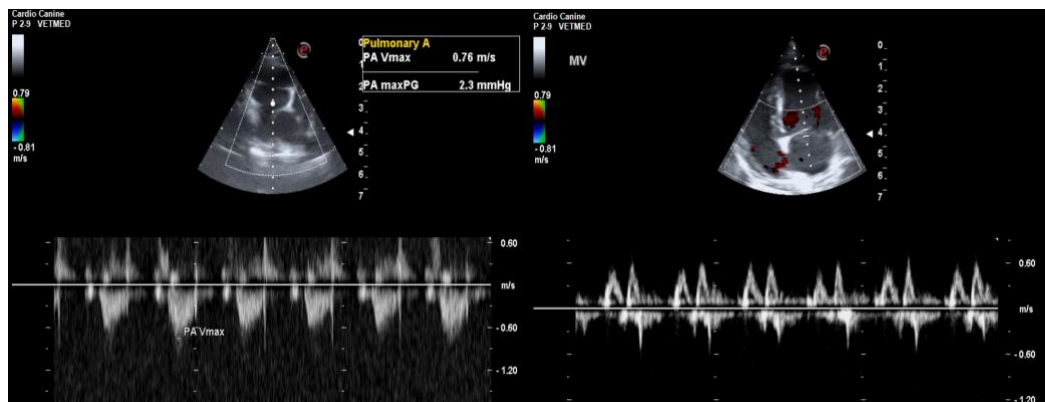 Cardio Canine
P 2-9 VETMED
0.79
- 0.81
m/s
Pulmonary A
PA Vmax 0.76 m/s
PA maxPG 2.3 mmHg
3
4
5
6
7
0.60
m/s
- 0.60
- 1.20
PA Vmax
Cardio Canine
P 2-9 VETMED
MV
0.79
- 0.81
m/s
0
1
2
3
4
5
6
7
0.60
m/s
- 0.60
- 1.20